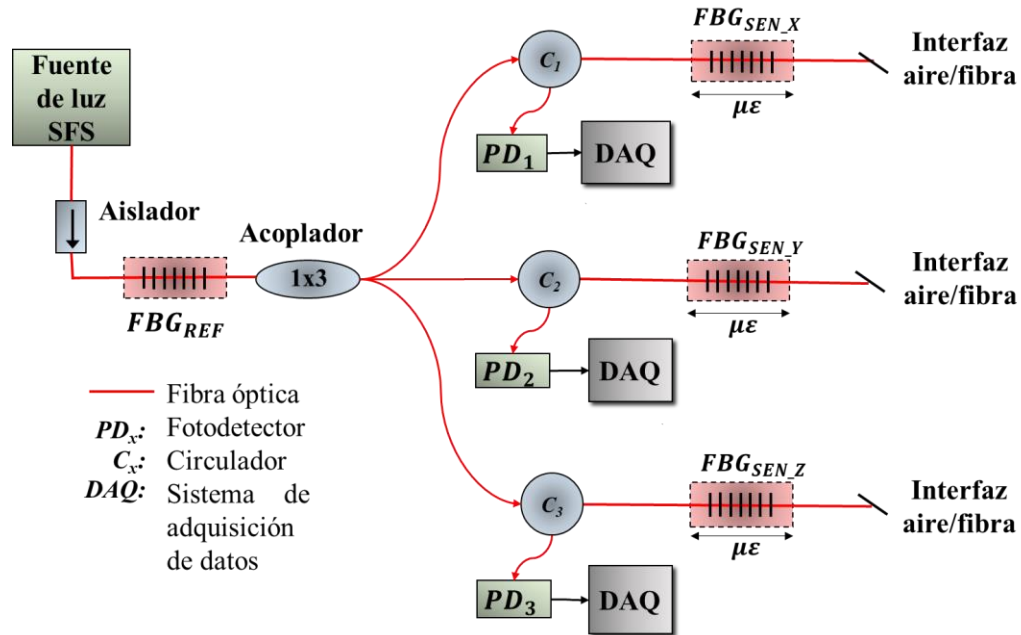 Fuente
de luz
SFS
Aislador
FBG_REF
Acoplador
1x3
C₁
PD₁
DAQ
FBG_SEN_X
με
Interfaz
aire/fibra
C₂
PD₂
DAQ
FBG_SEN_Y
με
Interfaz
aire/fibra
C₃
PD₃
DAQ
FBG_SEN_Z
με
Interfaz
aire/fibra
Fibra óptica
PDₓ: Fotodetector
Cₓ: Circulador
DAQ: Sistema de
adquisición
de datos